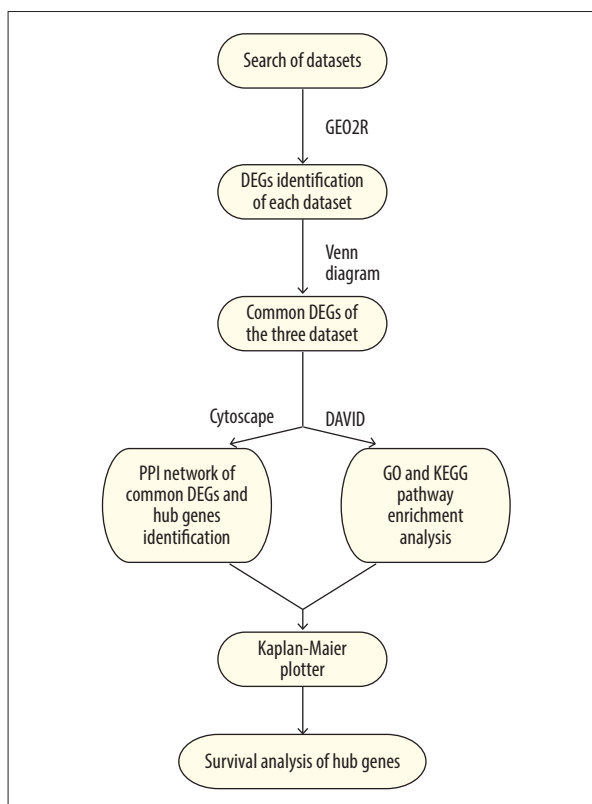 Search of datasets
GEO2R
DEGs identification
of each dataset
Venn
diagram
Common DEGs of
the three dataset
Cytoscape
DAVID
PPI network of
common DEGs and
hub genes
identification
GO and KEGG
pathway
enrichment
analysis
Kaplan-Maier
plotter
Survival analysis of hub genes